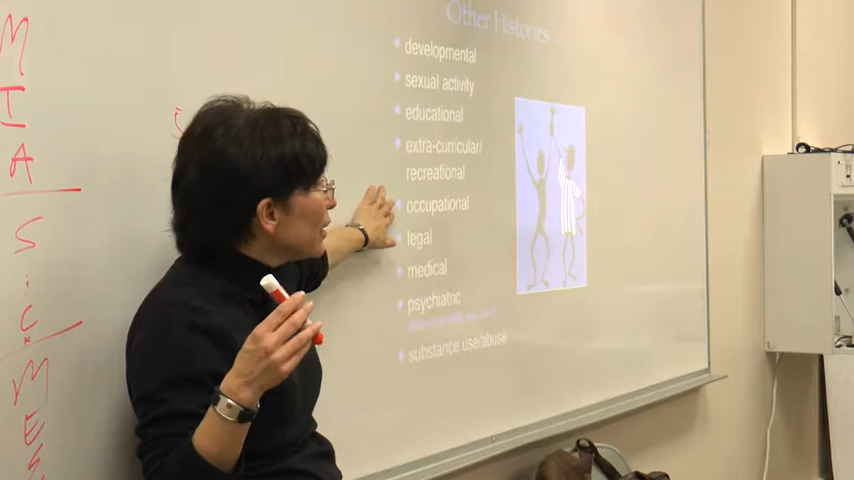 M
I
A
S
i
C
M
E
S
Other Histories
developmental
sexual activity
educational
extra-curricular/
recreational
occupational
legal
medical
psychiatric
substance use/abuse